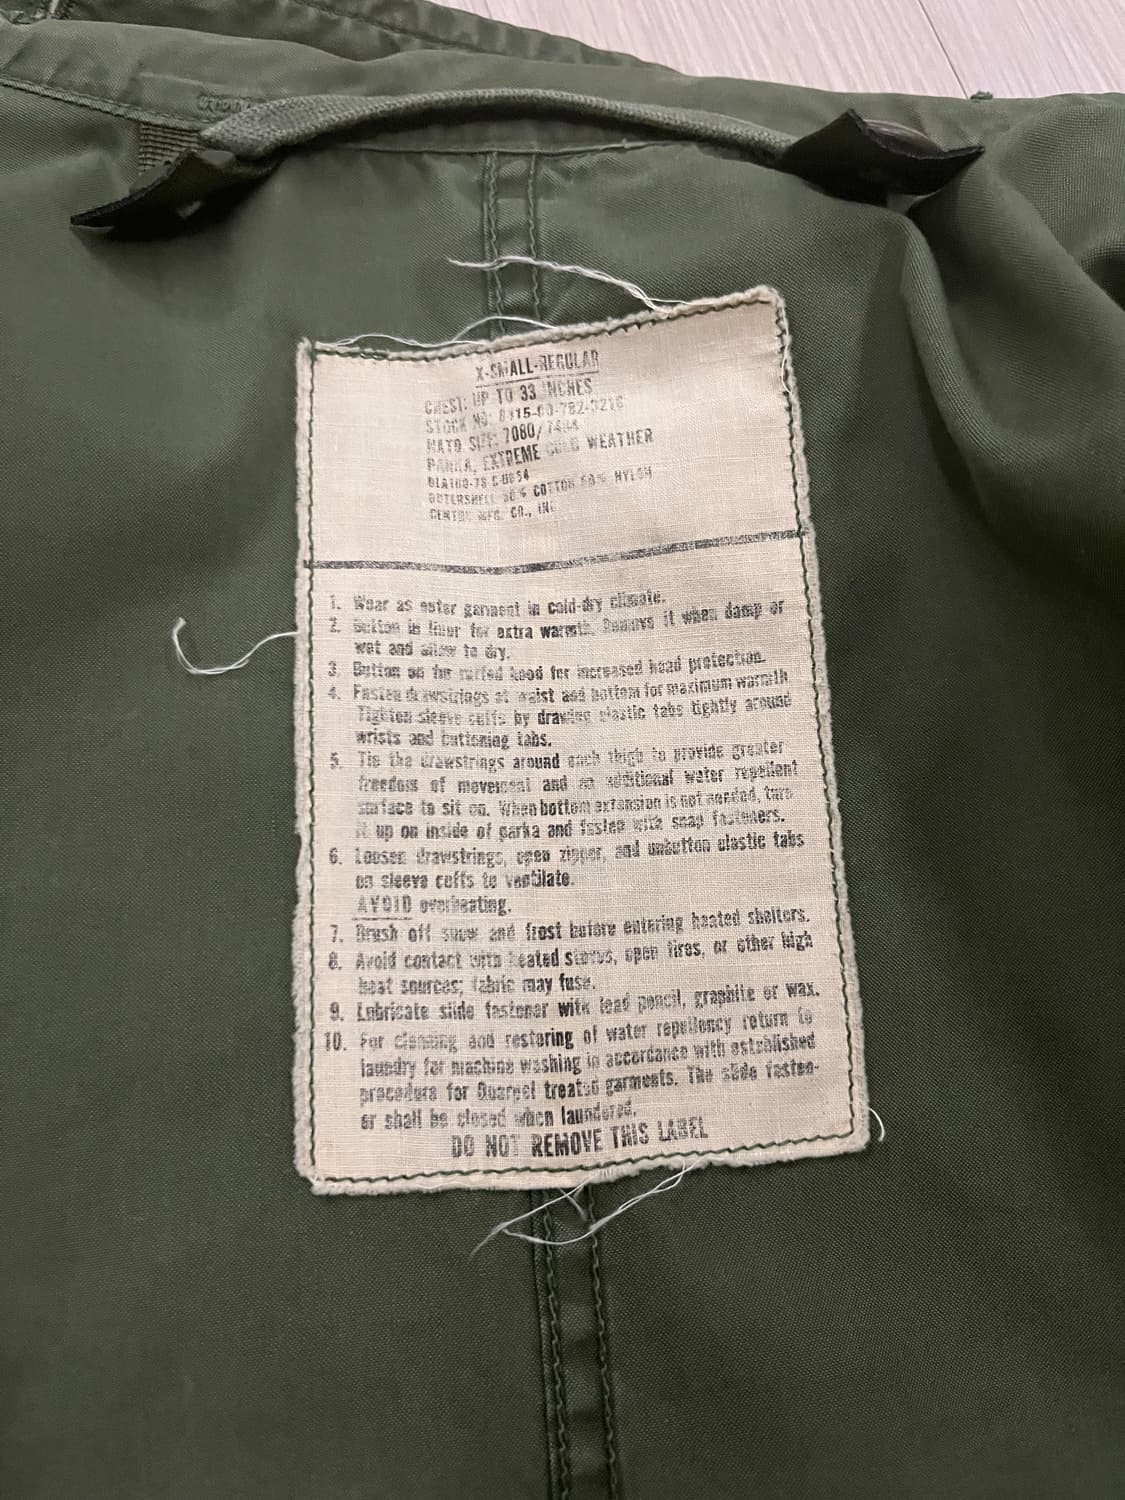 X-SMALL-REGULAR
CHEST: UP TO 33 INCHES
STOCK NO:
NATO SIZE: 7080/
PARKA, EXTREME COLD WEATHER
OUTERSHELL 50% COTTON 50% NYLON
MFG. CO., INC
1. Wear as outer garment in cold-dry climate.
2. Button in liner for extra warmth. Remove it when damp or
wet and allow to dry.
3. Button on fur ruffed hood for increased head protection.
4. Fasten drawstrings at waist and bottom for maximum warmth
Tighten sleeve cuffs by drawing elastic tabs tightly around
wrists and buttoning tabs.
5. Tie the drawstrings around each thigh to provide greater
freedom of movement and an additional water repellent
surface to sit on. When bottom extension is not needed, turn
it up on inside of parka and fasten with snap fasteners.
6. Loosen drawstrings, open zipper, and unbutton elastic tabs
on sleeve cuffs to ventilate.
AVOID overheating.
7. Brush off snow and frost before entering heated shelters.
8. Avoid contact with heated stoves, open fires, or other high
heat sources; fabric may fuse.
9. Lubricate slide fastener with lead pencil, graphite or wax.
10. For cleaning and restoring of water repellency return to
laundry for machine washing in accordance with established
procedure for Quarpel treated garments. The slide fasten-
er shall be closed when laundered.
DO NOT REMOVE THIS LABEL